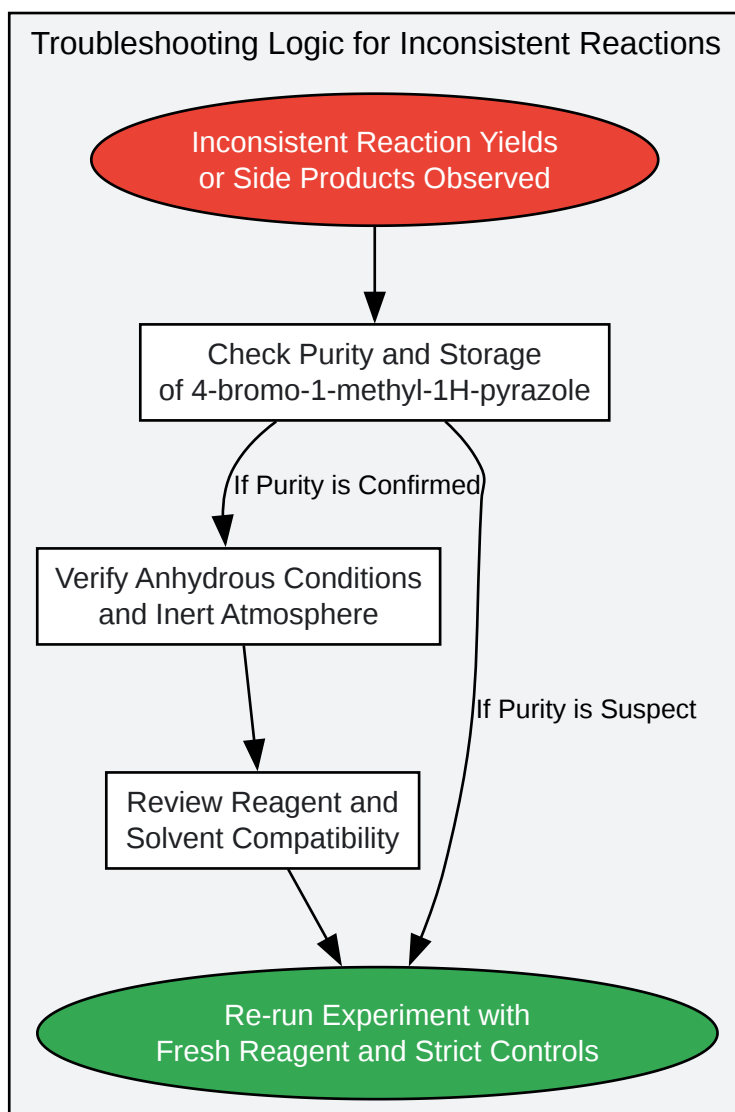 Troubleshooting Logic for Inconsistent Reactions
Inconsistent Reaction Yields
or Side Products Observed
Check Purity and Storage
of 4-bromo-1-methyl-1H-pyrazole
If Purity is Confirmed
Verify Anhydrous Conditions
and Inert Atmosphere
If Purity is Suspect
Review Reagent and
Solvent Compatibility
Re-run Experiment with
Fresh Reagent and Strict Controls